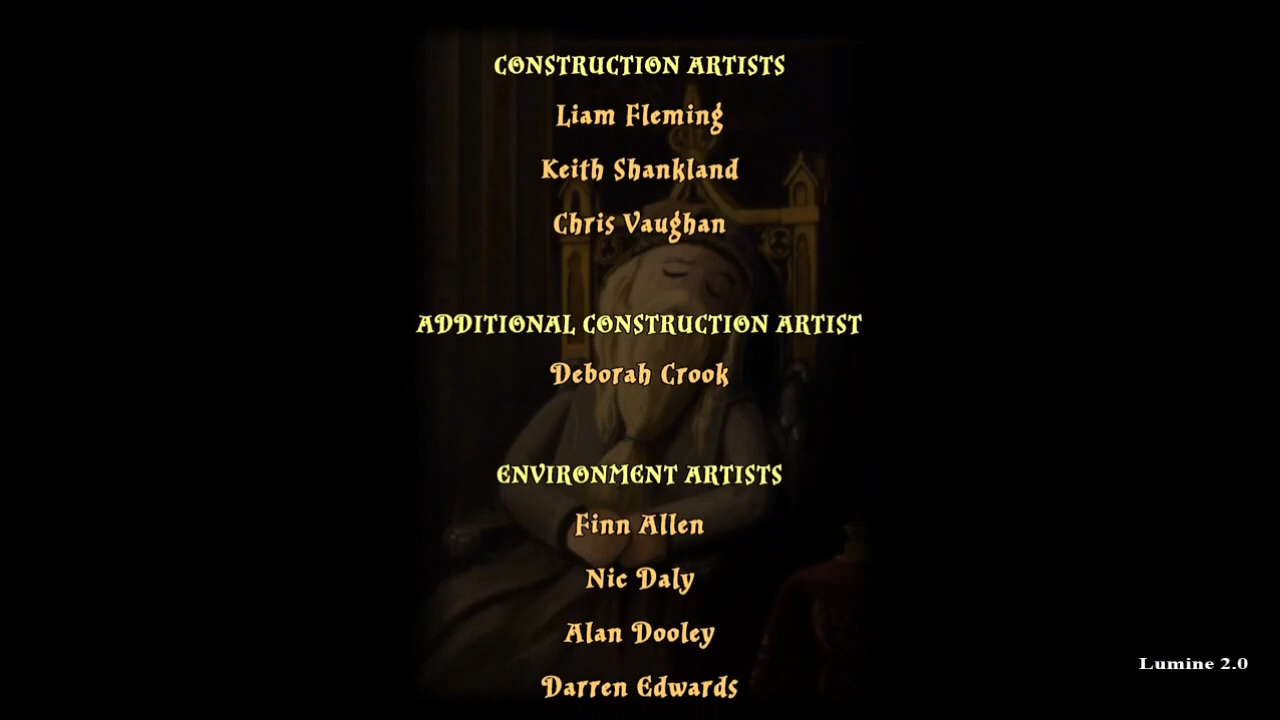 CONSTRUCTION ARTISTS
Liam Fleming
Keith Shankland
Chris Vaughan
ADDITIONAL CONSTRUCTION ARTIST
Deborah Crook
ENVIRONMENT ARTISTS
Finn Allen
Nic Daly
Alan Dooley
Darren Edwards
Lumine 2.0